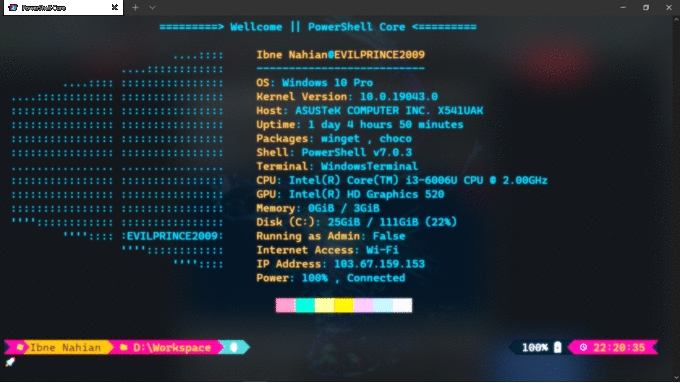 PowerShell Core
=========> Wellcome || PowerShell Core <=========
Ibne Nahian@EVILPRINCE2009
---------------------------
OS: Windows 10 Pro
Kernel Version: 10.0.19043.0
Host: ASUSTeK COMPUTER INC. X541UAK
Uptime: 1 day 4 hours 50 minutes
Packages: winget , choco
Shell: PowerShell v7.0.3
Terminal: WindowsTerminal
CPU: Intel(R) Core(TM) i3-6006U CPU @ 2.00GHz
GPU: Intel(R) HD Graphics 520
Memory: 0GiB / 3GiB
Disk (C:): 25GiB / 111GiB (22%)
:EVILPRINCE2009:
Running as Admin: False
Internet Access: Wi-Fi
IP Address: 103.67.159.153
Power: 100% , Connected
Ibne Nahian D:\Workspace 100% 22:20:35